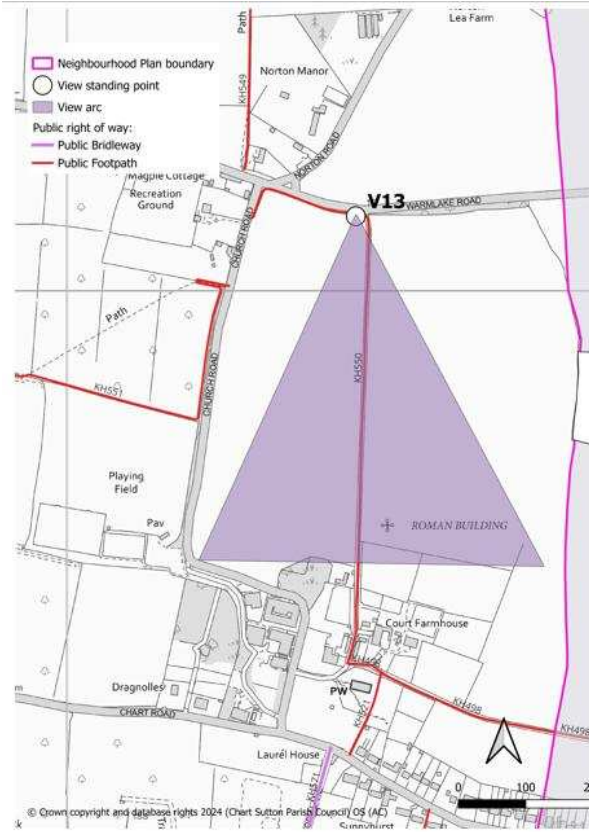 Lea Farm
Neighbourhood Plan boundary
View standing point
View arc
Public right of way:
Public Bridleway
Public Footpath
Path
KH549
Norton Manor
NORTON ROAD
Magpie Cottage
Recreation
Ground
V13
WARMLAKE ROAD
CHURCH ROAD
Path
KH550
KH551
CHURCH ROAD
Playing
Field
Pav
ROMAN BUILDING
Court Farmhouse
PW
KH498
KH498
Dragnolles
CHART ROAD
Laurel House
0 100
© Crown copyright and database rights 2024 (Chart Sutton Parish Council) OS (AC)